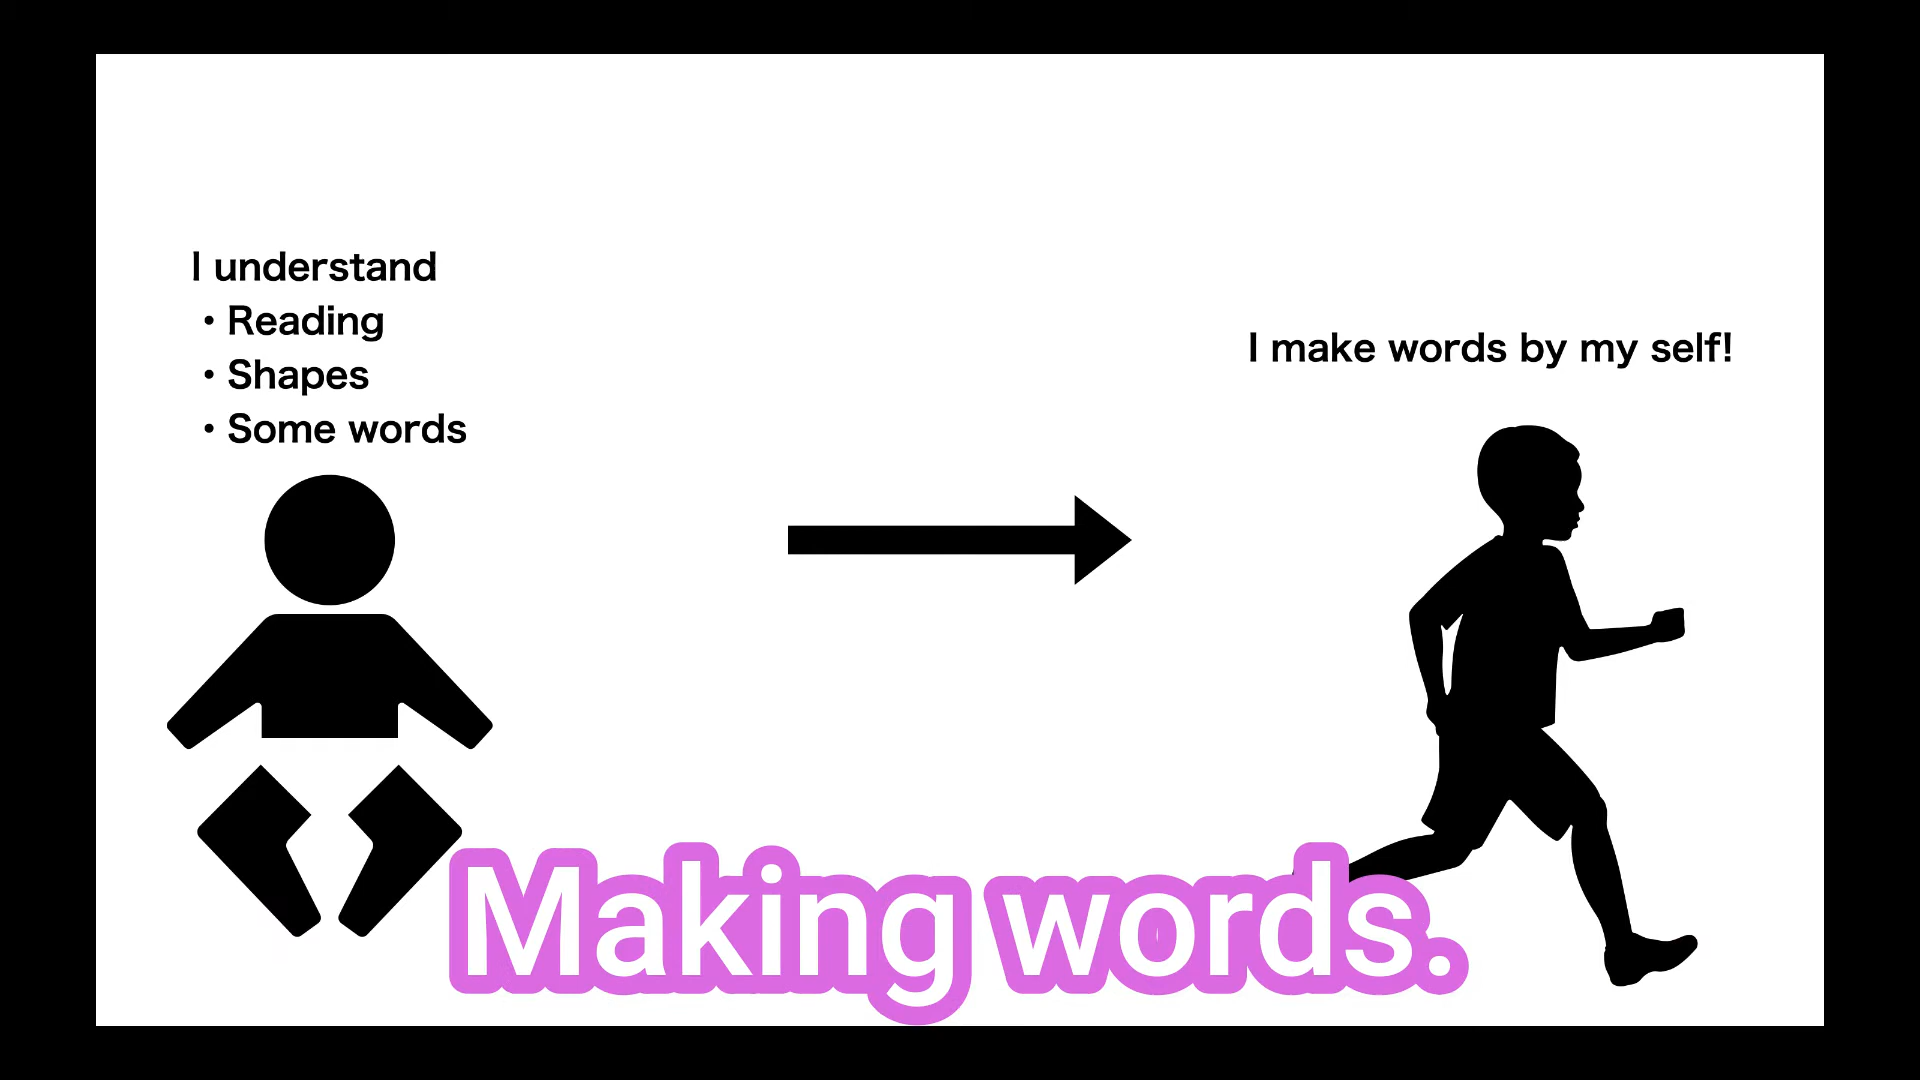 I understand
・Reading
・Shapes
・Some words
I make words by my self!
Making words.